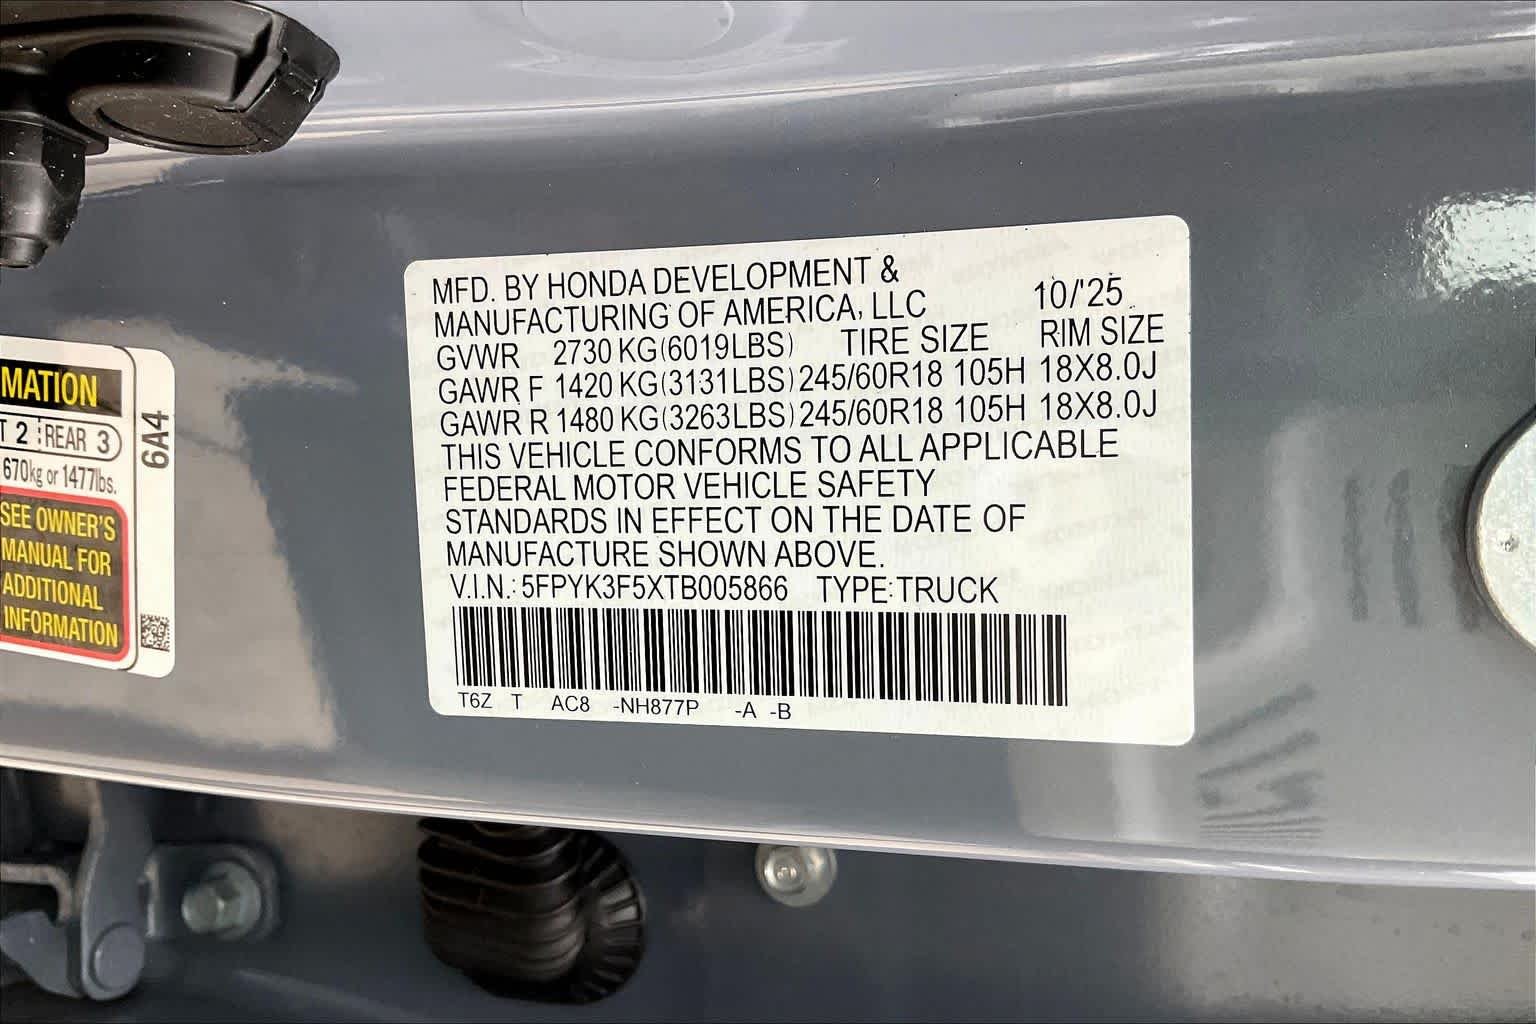 MFD. BY HONDA DEVELOPMENT &
MANUFACTURING OF AMERICA, LLC 10/'25
GVWR 2730 KG(6019LBS) TIRE SIZE RIM SIZE
GAWR F 1420 KG(3131LBS) 245/60R18 105H 18X8.0J
GAWR R 1480 KG(3263LBS) 245/60R18 105H 18X8.0J
THIS VEHICLE CONFORMS TO ALL APPLICABLE
FEDERAL MOTOR VEHICLE SAFETY
STANDARDS IN EFFECT ON THE DATE OF
MANUFACTURE SHOWN ABOVE.
V.I.N.: 5FPYK3F5XTB005866 TYPE:TRUCK
T6Z T AC8 -NH877P -A -B
MATION
T 2 REAR 3
670kg or 1477lbs.
SEE OWNER'S
MANUAL FOR
ADDITIONAL
INFORMATION
6A4